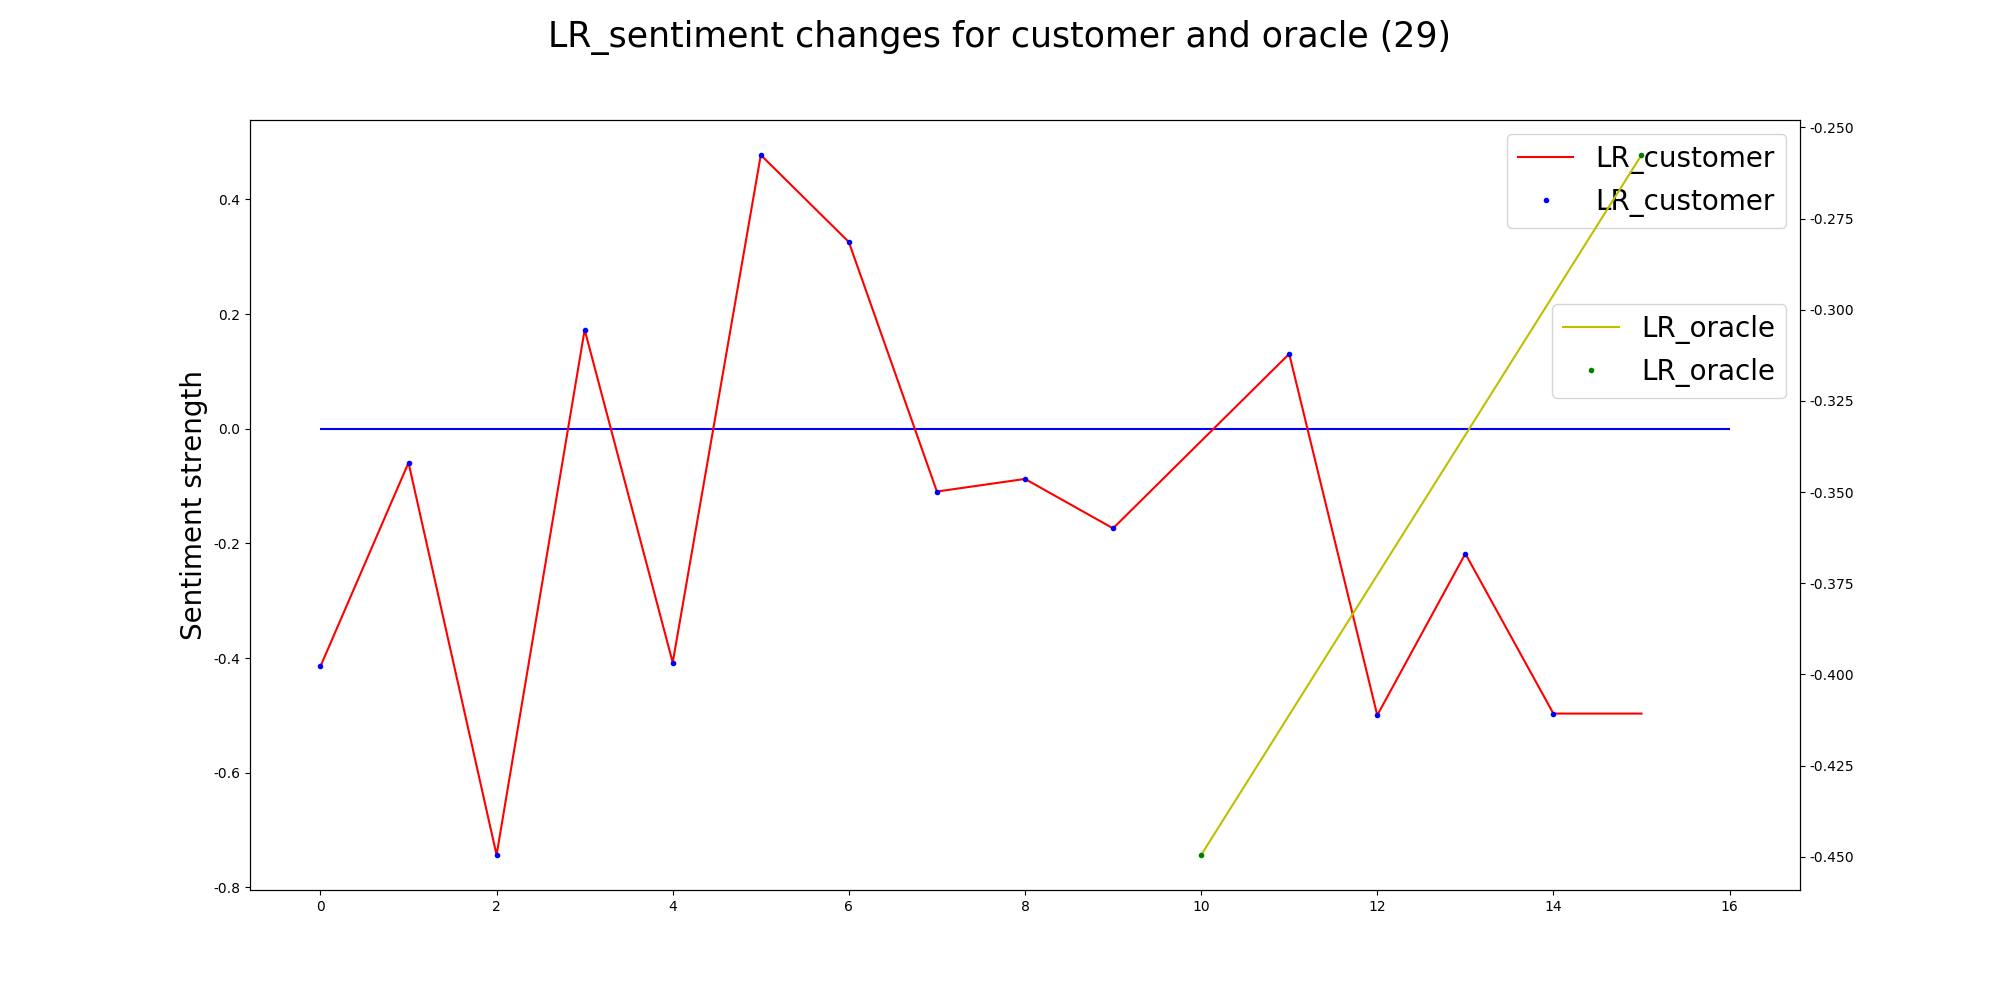 LR_sentiment changes for customer and oracle (29)
Sentiment strength
0.4
0.2
0.0
-0.2
-0.4
-0.6
-0.8
0 2 4 6 8 10 12 14 16
-0.250
-0.275
-0.300
-0.325
-0.350
-0.375
-0.400
-0.425
-0.450
LR_customer
LR_customer
LR_oracle
LR_oracle